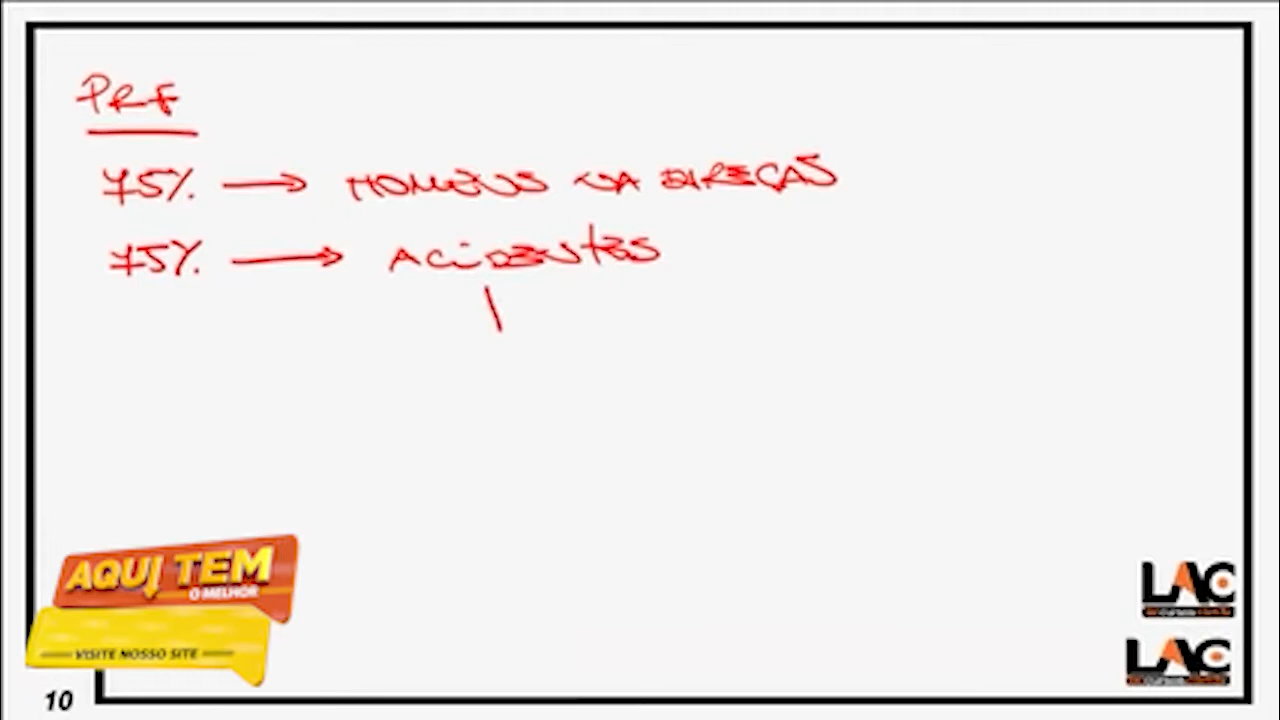 PRF
75% → HOMENS NA DIREÇÃO
75% → ACIDENTES
AQUI TEM
O MELHOR
VISITE NOSSO SITE
LAC
LAC
10